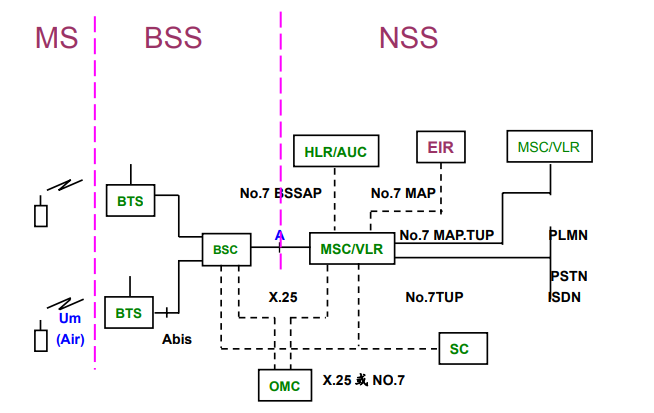 MS BSS NSS
HLR/AUC EIR MSC/VLR
No.7 BSSAP No.7 MAP
BTS
A No.7 MAP.TUP PLMN
BSC MSC/VLR
PSTN
X.25 No.7TUP ISDN
Um BTS
(Air) Abis
SC
OMC X.25 或 NO.7